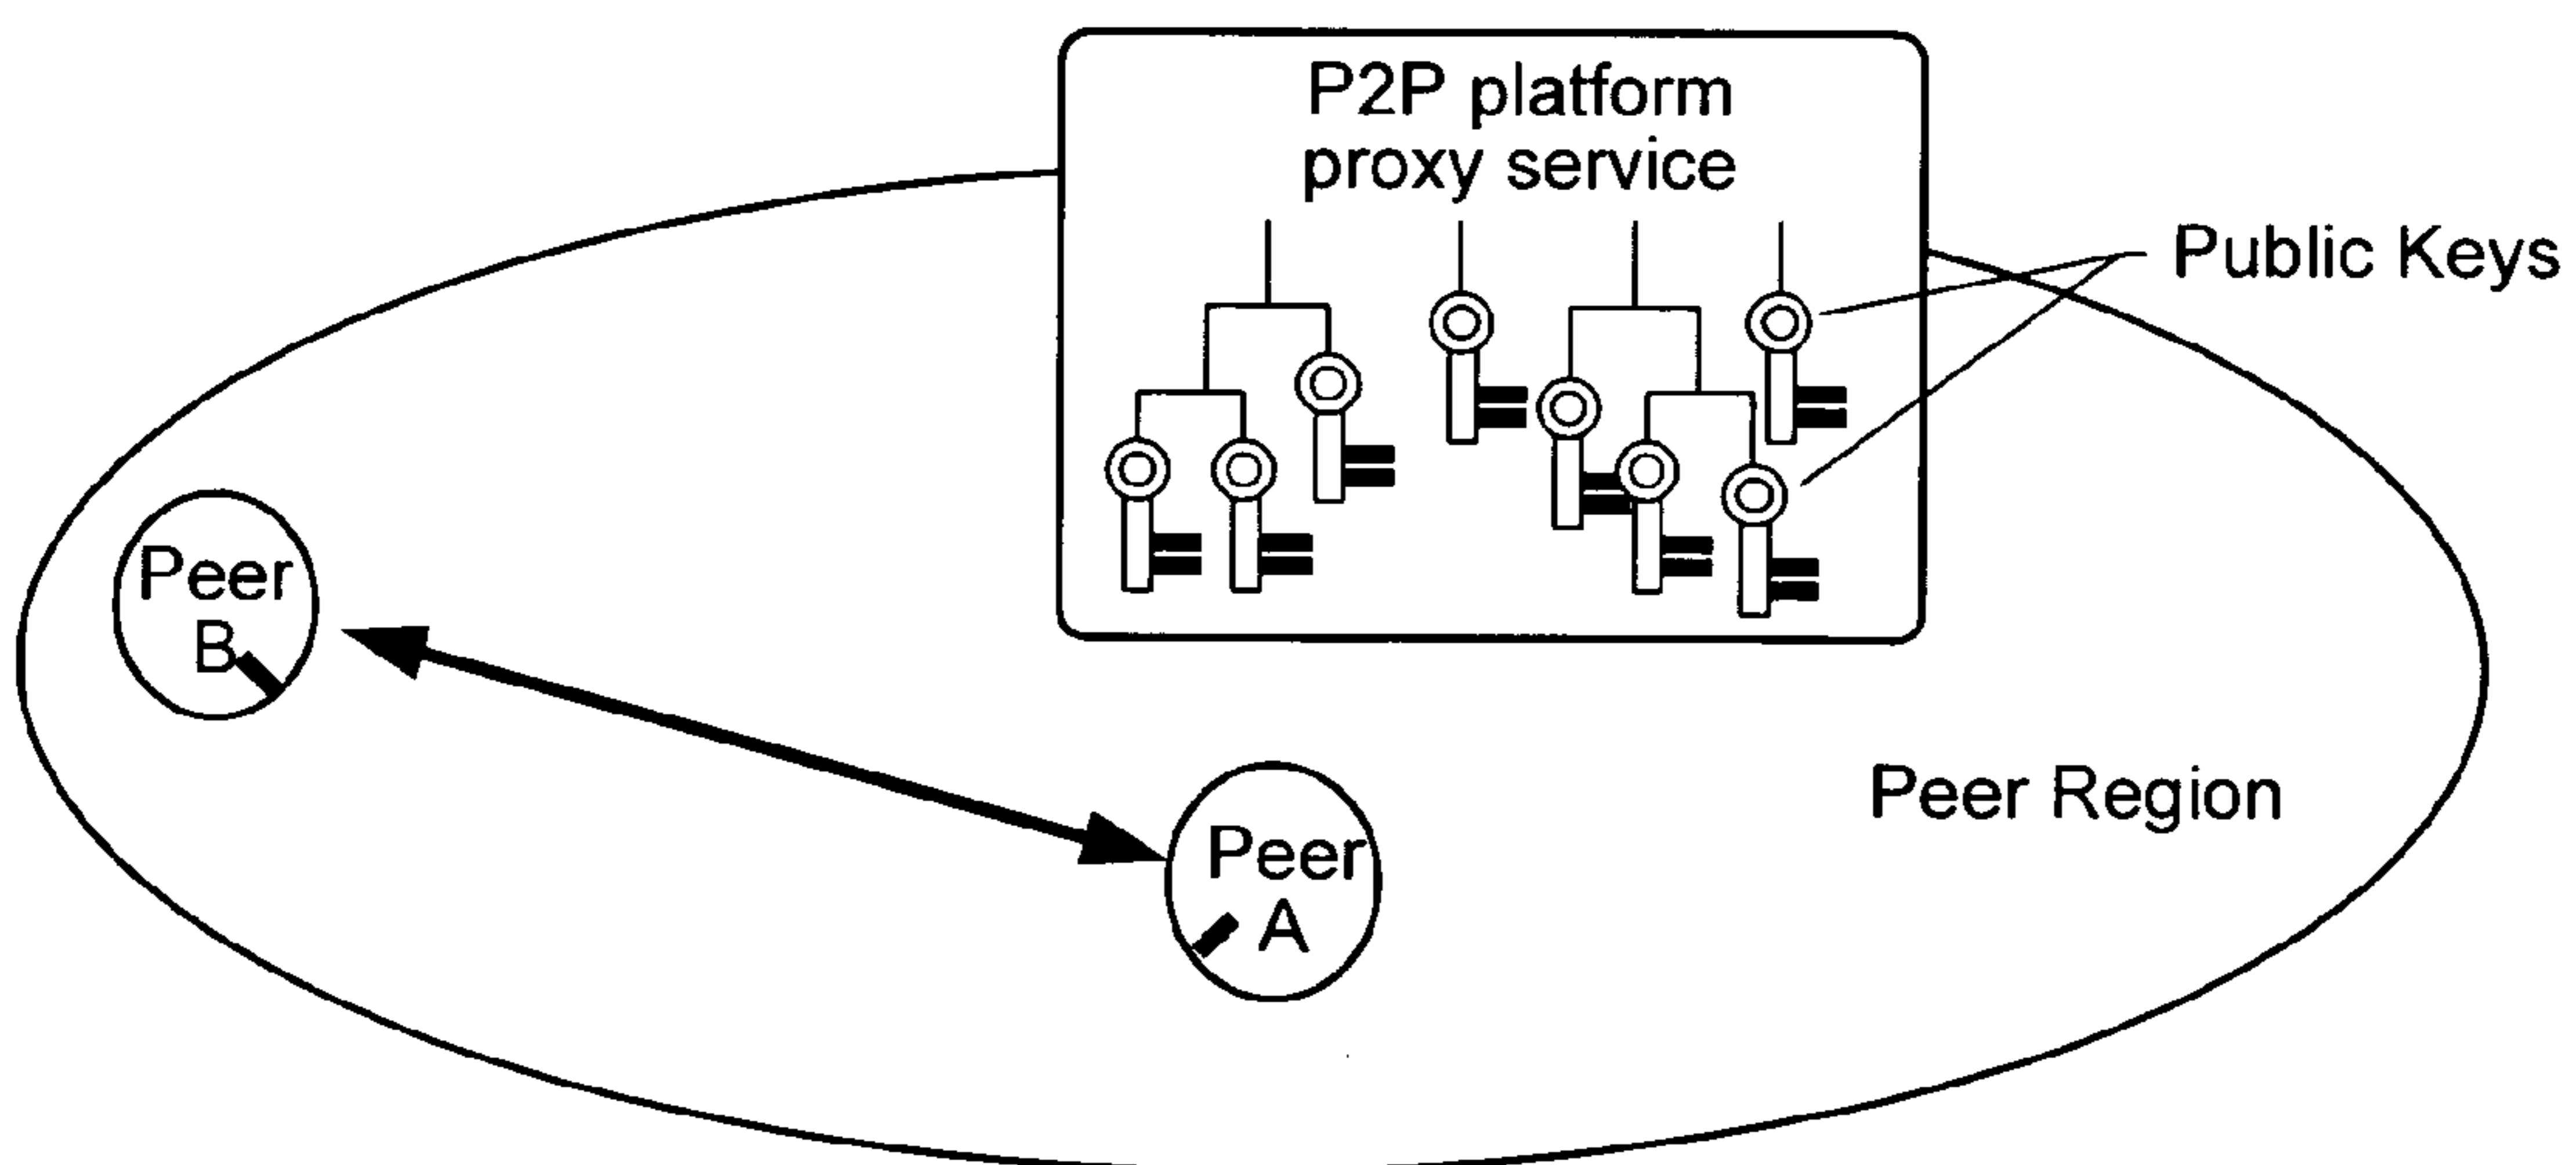 P2P platform
proxy service
Public Keys
Peer
B
Peer
A
Peer Region